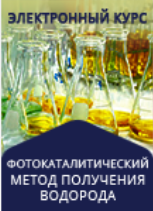 ЭЛЕКТРОННЫЙ КУРС
ФОТОКАТАЛИТИЧЕСКИЙ
МЕТОД ПОЛУЧЕНИЯ
ВОДОРОДА